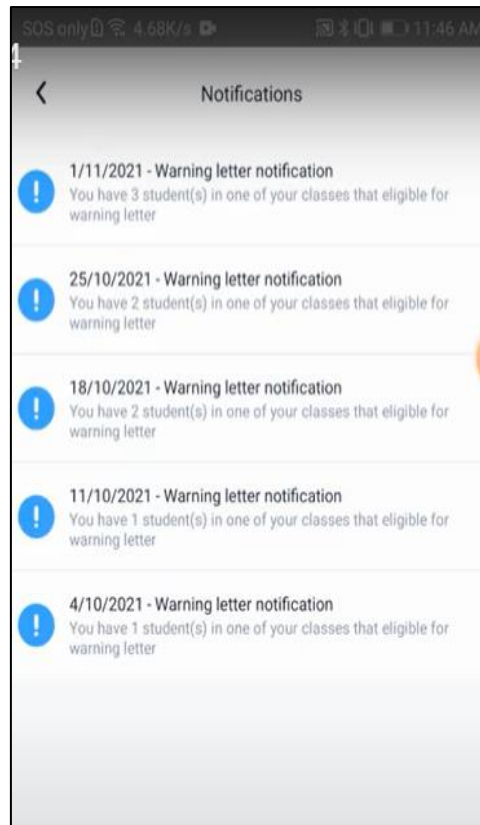 SOS only 4.68K/s 11:46 AM
4
Notifications
1/11/2021 - Warning letter notification
You have 3 student(s) in one of your classes that eligible for
warning letter
25/10/2021 - Warning letter notification
You have 2 student(s) in one of your classes that eligible for
warning letter
18/10/2021 - Warning letter notification
You have 2 student(s) in one of your classes that eligible for
warning letter
11/10/2021 - Warning letter notification
You have 1 student(s) in one of your classes that eligible for
warning letter
4/10/2021 - Warning letter notification
You have 1 student(s) in one of your classes that eligible for
warning letter